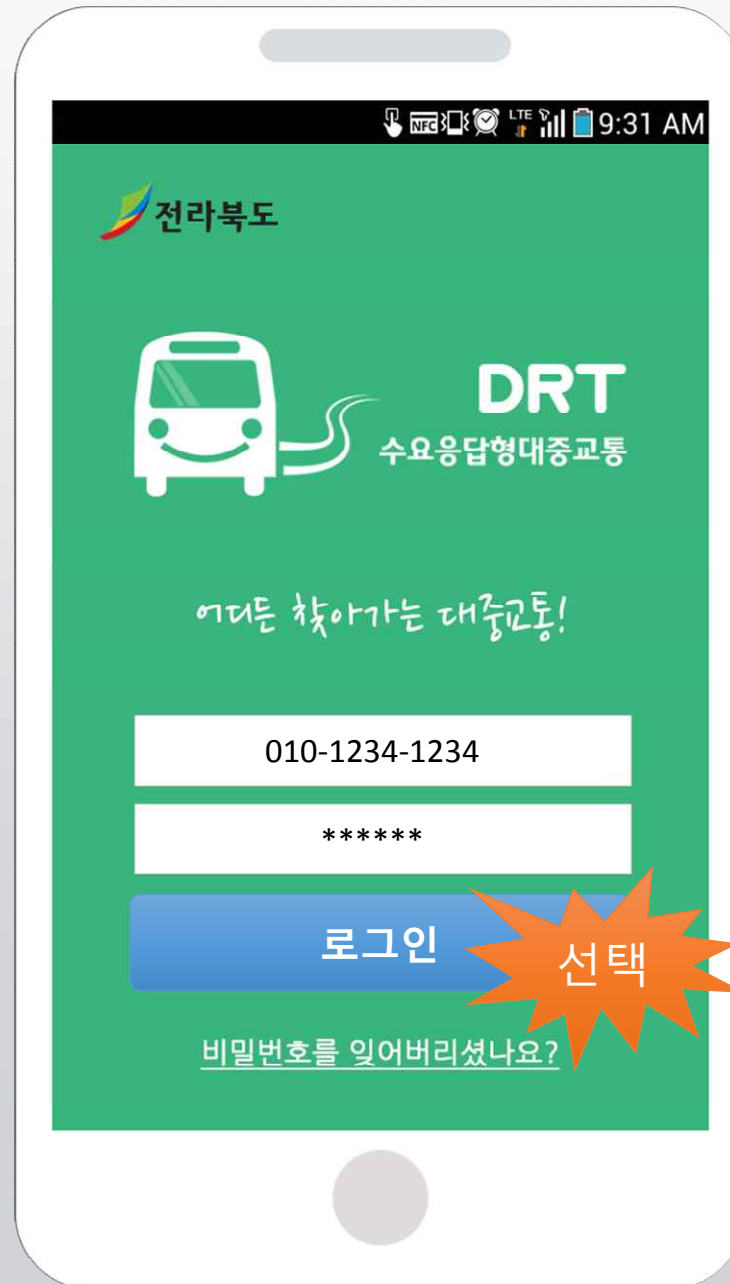 NFC LTE 9:31 AM
전라북도
DRT
수요응답형대중교통
어디든 찾아가는 대중교통!
010-1234-1234
******
로그인
선택
비밀번호를 잊어버리셨나요?